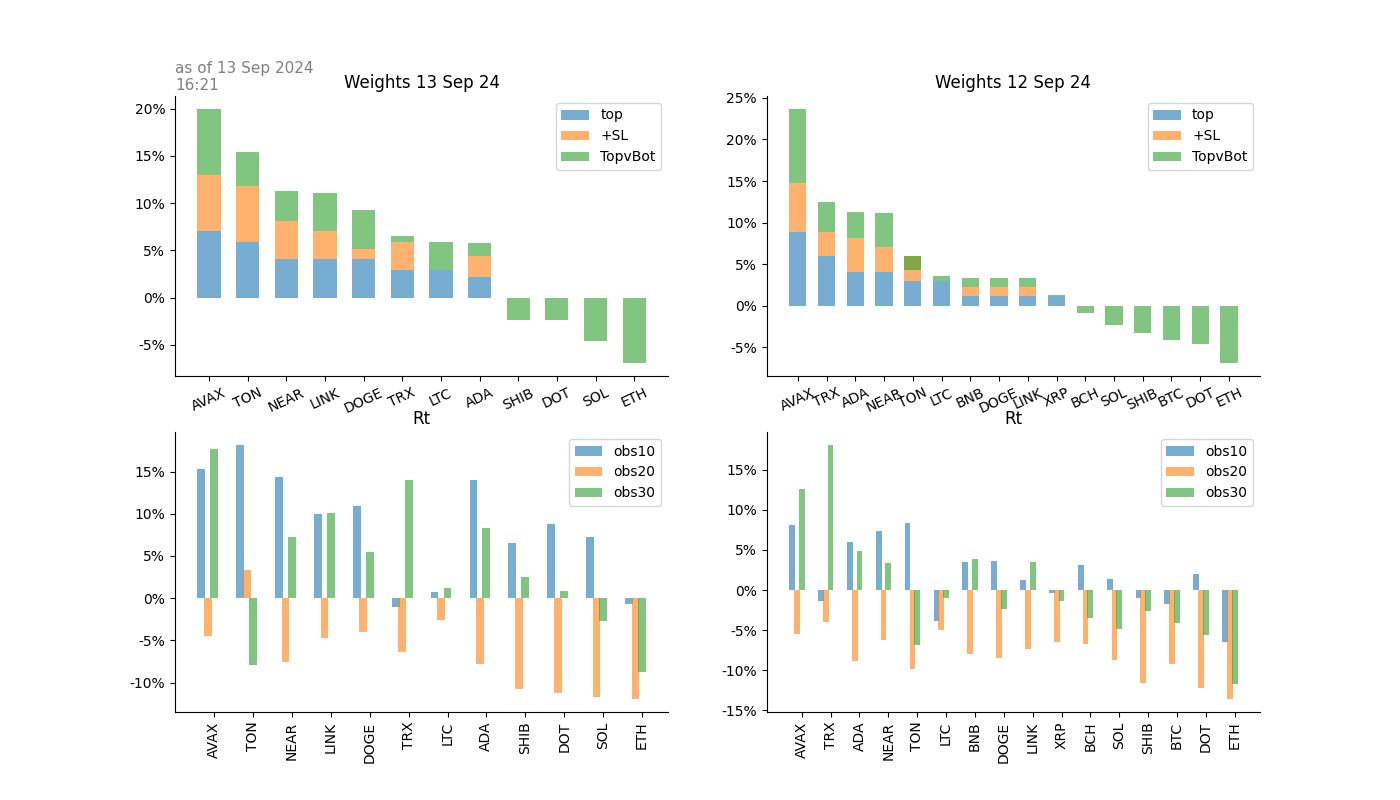 as of 13 Sep 2024
16:21
Weights 13 Sep 24
20%
15%
10%
5%
0%
-5%
top
+SL
TopvBot
AVAX TON NEAR LINK DOGE TRX LTC ADA SHIB DOT SOL ETH
Weights 12 Sep 24
25%
20%
15%
10%
5%
0%
-5%
top
+SL
TopvBot
AVAX TRX ADA NEAR TON LTC BNB DOGE LINK XRP BCH SOL SHIB BTC DOT ETH
Rt
15%
10%
5%
0%
-5%
-10%
obs10
obs20
obs30
AVAX TON NEAR LINK DOGE TRX LTC ADA SHIB DOT SOL ETH
Rt
15%
10%
5%
0%
-5%
-10%
-15%
obs10
obs20
obs30
AVAX TRX ADA NEAR TON LTC BNB DOGE LINK XRP BCH SOL SHIB BTC DOT ETH